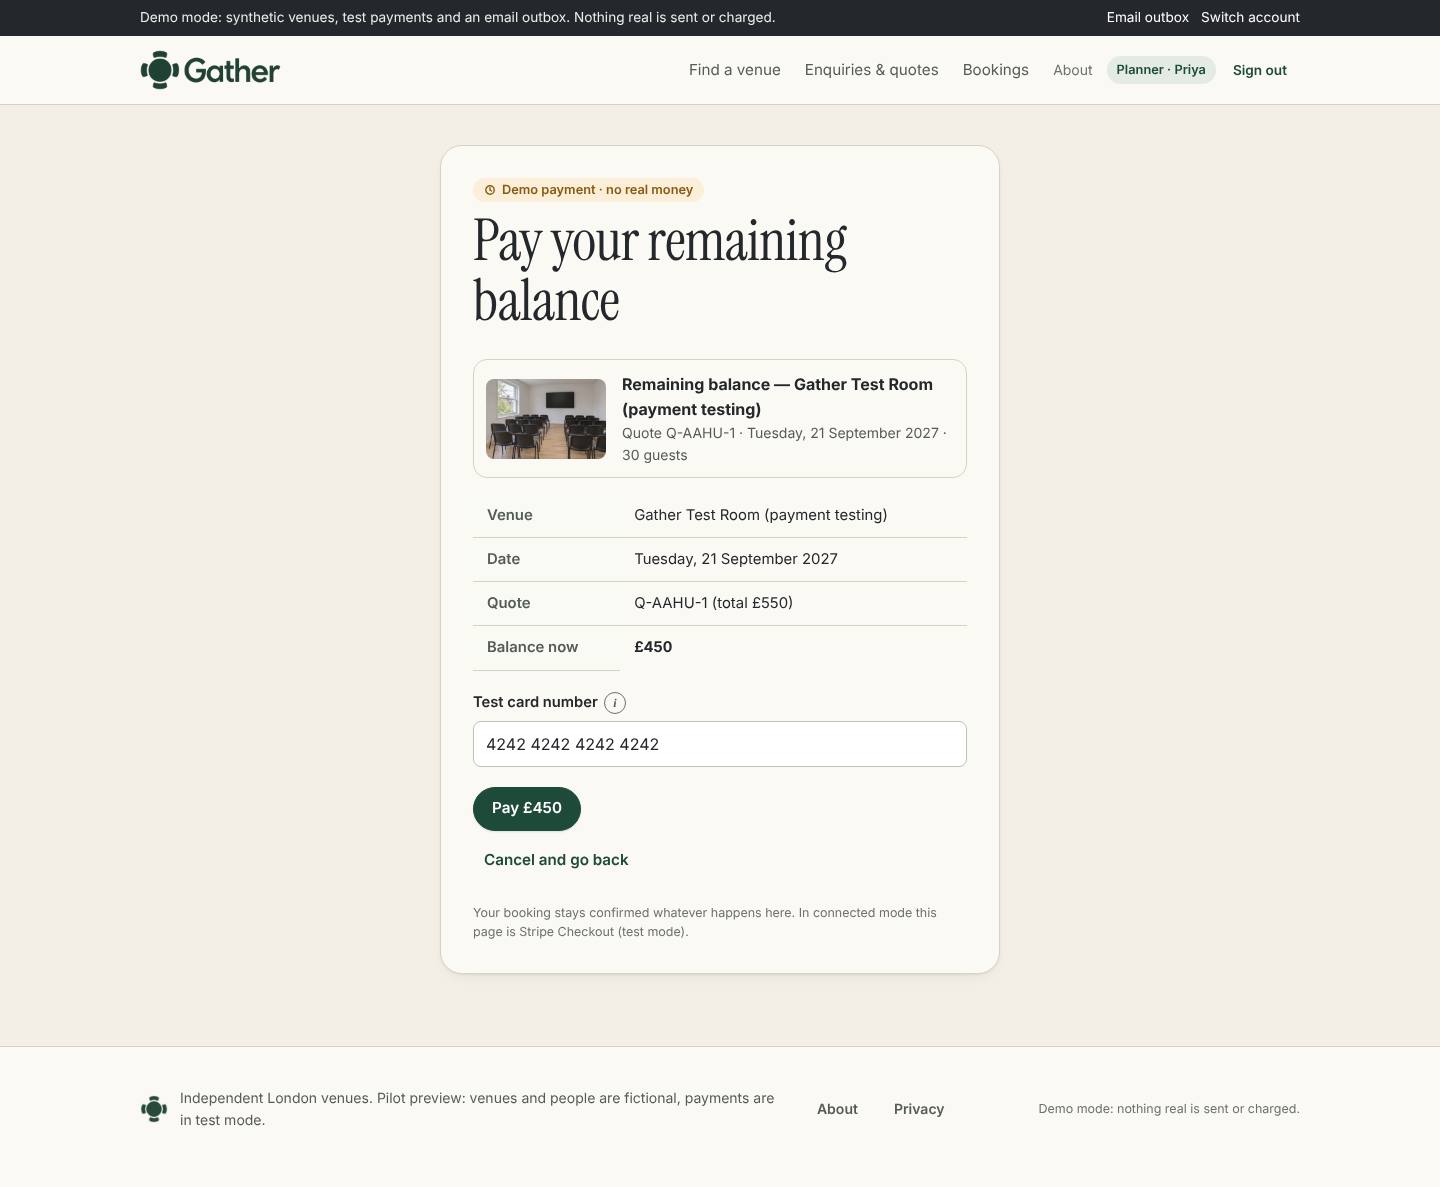 Demo mode: synthetic venues, test payments and an email outbox. Nothing real is sent or charged.
Email outbox Switch account
Gather
Find a venue Enquiries & quotes Bookings About Planner · Priya Sign out
Demo payment · no real money
Pay your remaining
balance
Remaining balance — Gather Test Room
(payment testing)
Quote Q-AAHU-1 · Tuesday, 21 September 2027 ·
30 guests
Venue Gather Test Room (payment testing)
Date Tuesday, 21 September 2027
Quote Q-AAHU-1 (total £550)
Balance now £450
Test card number i
4242 4242 4242 4242
Pay £450
Cancel and go back
Your booking stays confirmed whatever happens here. In connected mode this
page is Stripe Checkout (test mode).
Independent London venues. Pilot preview: venues and people are fictional, payments are
in test mode.
About Privacy
Demo mode: nothing real is sent or charged.